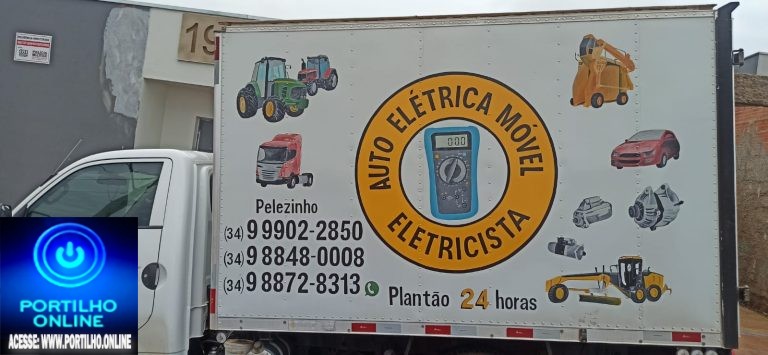 19
AUTO ELÉTRICA MÓVEL
ELETRICISTA
000
Pelezinho
(34) 9 9902-2850
(34) 9 8848-0008
(34) 9 8872-8313
Plantão 24 horas
PORTILHO
ONLINE
ACESSE: WWW.PORTILHO.ONLINE